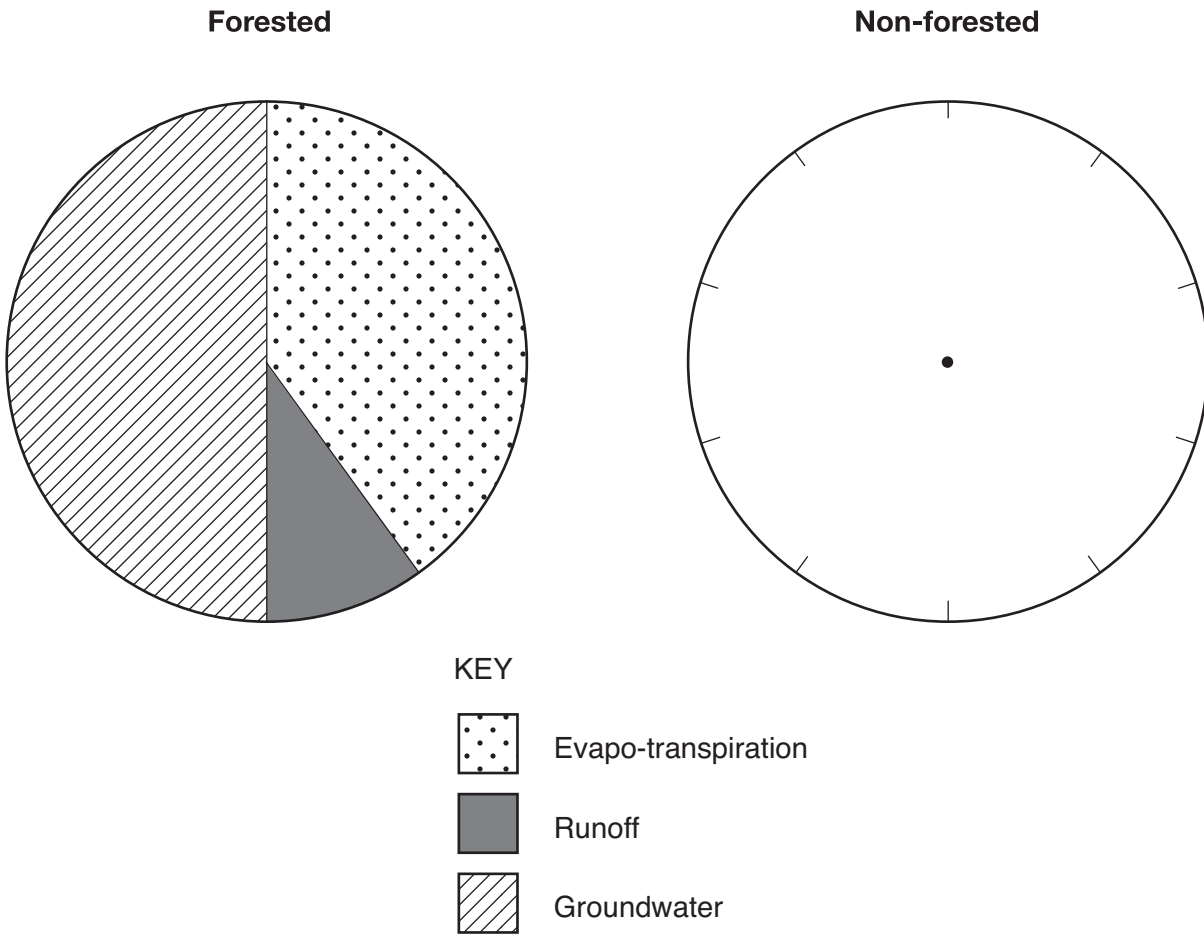 Forested
Non-forested
KEY
Evapo-transpiration
Runoff
Groundwater